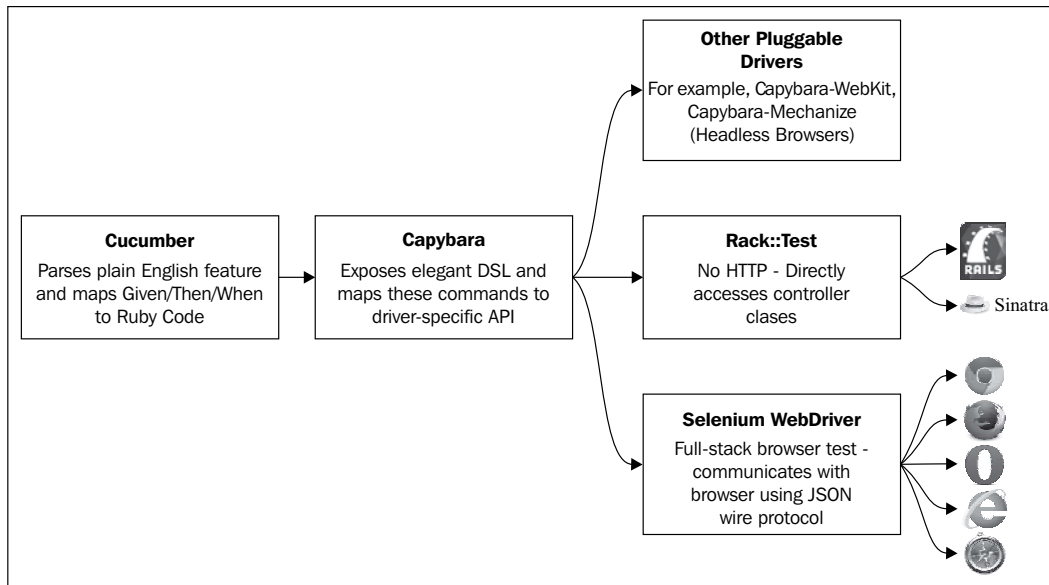 Other Pluggable
Drivers
For example, Capybara-WebKit,
Capybara-Mechanize
(Headless Browsers)
Cucumber
Parses plain English feature
and maps Given/Then/When
to Ruby Code
Capybara
Exposes elegant DSL and
maps these commands to
driver-specific API
Rack::Test
No HTTP - Directly
accesses controller
clases
RAILS
Sinatra
Selenium WebDriver
Full-stack browser test -
communicates with
browser using JSON
wire protocol